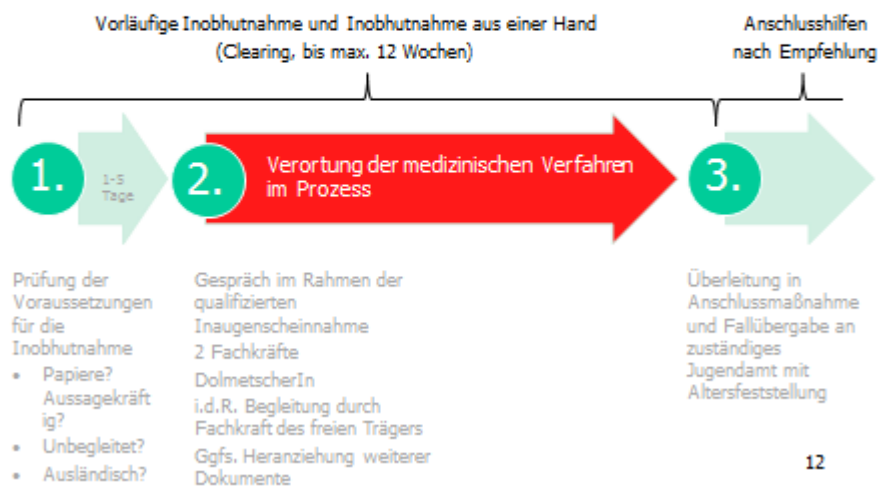 Vorläufige Inobhutnahme und Inobhutnahme aus einer Hand
(Clearing, bis max. 12 Wochen)
Anschlusshilfen
nach Empfehlung
1.
1-5
Tage
2.
Verortung der medizinischen Verfahren
im Prozess
3.
Prüfung der
Voraussetzungen
für die
Inobhutnahme
• Papiere?
Aussagekräft
ig?
• Unbegleitet?
• Ausländisch?
Gespräch im Rahmen der
qualifizierten
Inaugenscheinnahme
2 Fachkräfte
DolmetscherIn
i.d.R. Begleitung durch
Fachkraft des freien Trägers
Ggfs. Heranziehung weiterer
Dokumente
Überleitung in
Anschlussmaßnahme
und Fallübergabe an
zuständiges
Jugendamt mit
Altersfeststellung
12